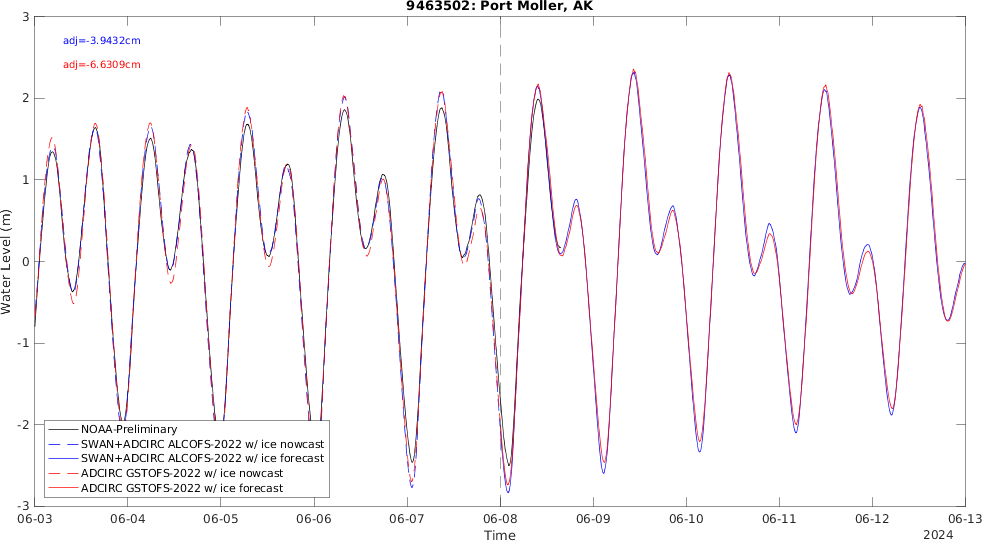 9463502: Port Moller, AK
adj=-3.9432cm
adj=-6.6309cm
3
2
1
0
-1
-2
-3
Water Level (m)
NOAA-Preliminary
SWAN+ADCIRC ALCOFS-2022 w/ ice nowcast
SWAN+ADCIRC ALCOFS-2022 w/ ice forecast
ADCIRC GSTOFS-2022 w/ ice nowcast
ADCIRC GSTOFS-2022 w/ ice forecast
06-03 06-04 06-05 06-06 06-07 06-08 06-09 06-10 06-11 06-12 06-13
Time
2024